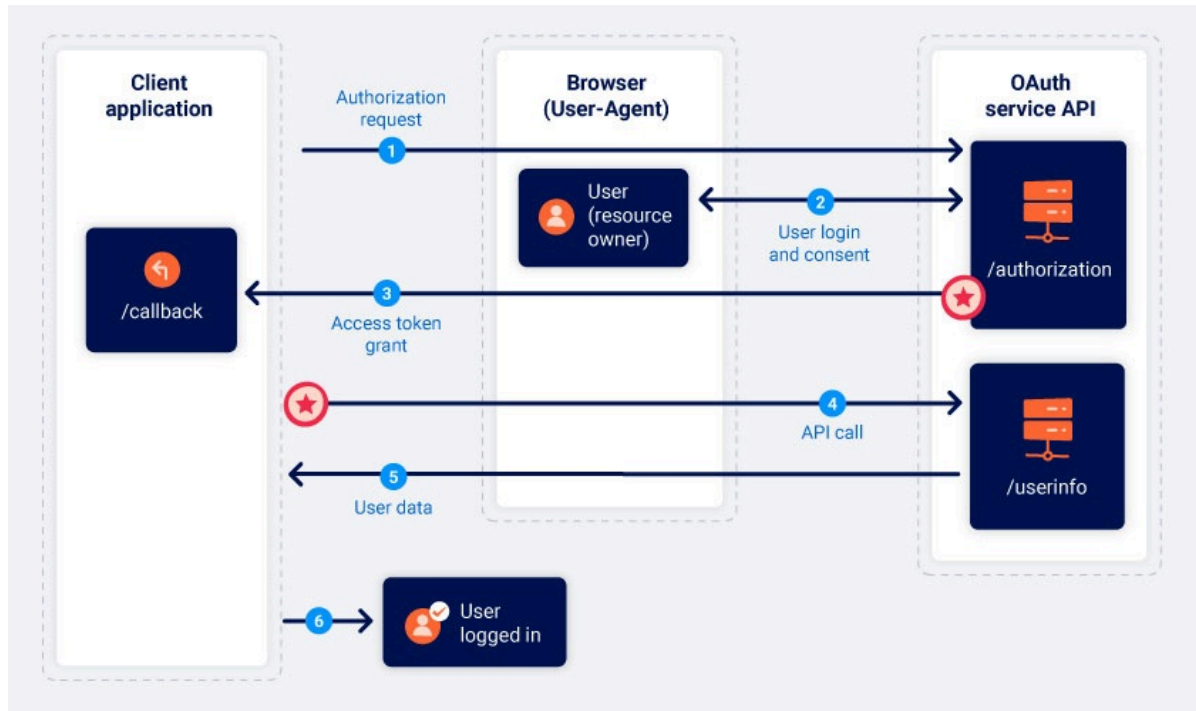 Client
application
Browser
(User-Agent)
OAuth
service API
Authorization
request
1
User
(resource
owner)
2
User login
and consent
/authorization
/callback
3
Access token
grant
4
API call
/userinfo
5
User data
6
User
logged in